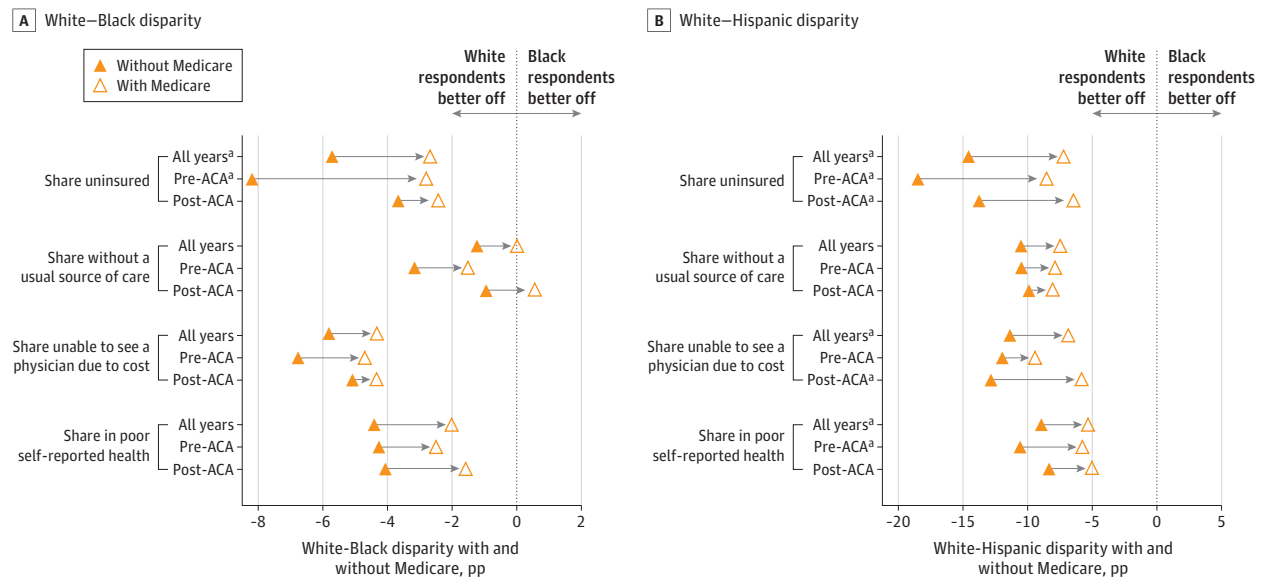 A White–Black disparity
Without Medicare
With Medicare
White
respondents
better off
Black
respondents
better off
Share uninsured
All yearsa
Pre-ACAa
Post-ACA
Share without a
usual source of care
All years
Pre-ACA
Post-ACA
Share unable to see a
physician due to cost
All years
Pre-ACA
Post-ACA
Share in poor
self-reported health
All years
Pre-ACA
Post-ACA
-8 -6 -4 -2 0 2
White-Black disparity with and
without Medicare, pp
B White–Hispanic disparity
White
respondents
better off
Black
respondents
better off
Share uninsured
All yearsa
Pre-ACAa
Post-ACAa
Share without a
usual source of care
All years
Pre-ACA
Post-ACA
Share unable to see a
physician due to cost
All yearsa
Pre-ACA
Post-ACAa
Share in poor
self-reported health
All yearsa
Pre-ACAa
Post-ACA
-20 -15 -10 -5 0 5
White-Hispanic disparity with and
without Medicare, pp